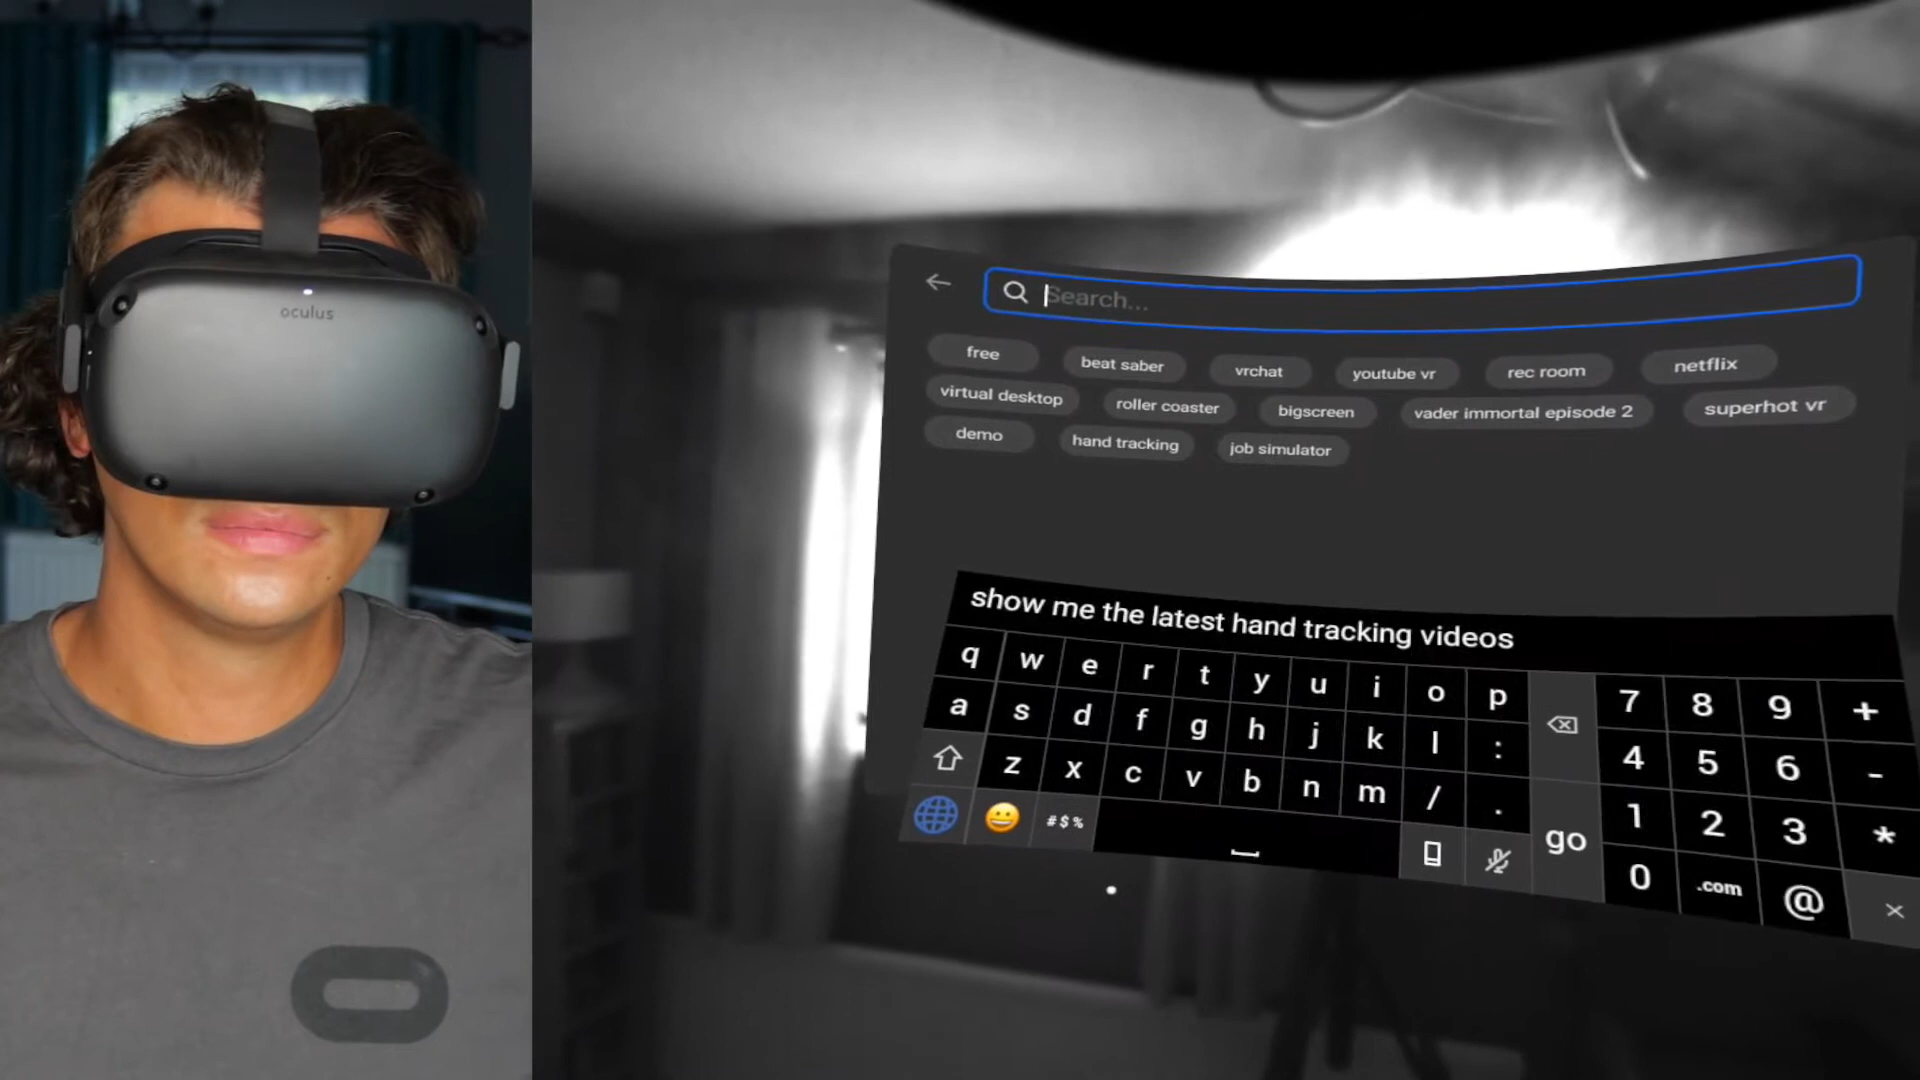 oculus
Search...
free beat saber vrchat youtube vr rec room netflix
virtual desktop roller coaster bigscreen vader immortal episode 2 superhot vr
demo hand tracking job simulator
show me the latest hand tracking videos
q w e r t y u i o p 7 8 9 +
a s d f g h j k l : 4 5 6 -
z x c v b n m / . 1 2 3 *
#$% go 0 .com @